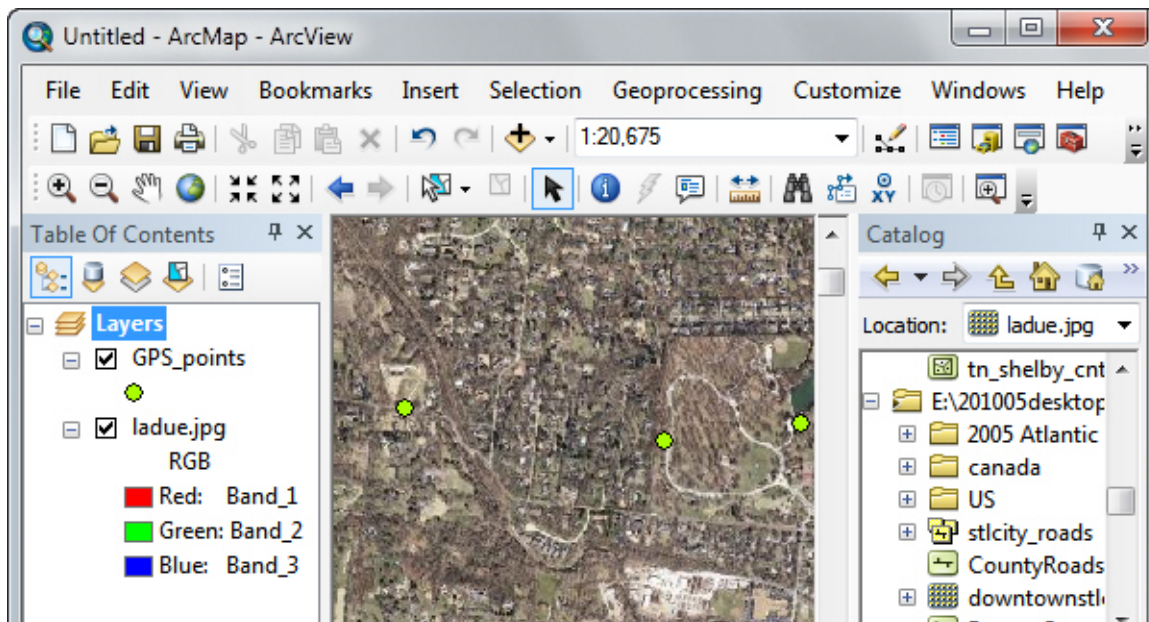 Untitled - ArcMap - ArcView
File Edit View Bookmarks Insert Selection Geoprocessing Customize Windows Help
1:20,675
XY
Table Of Contents
Layers
GPS_points
ladue.jpg
RGB
Red: Band_1
Green: Band_2
Blue: Band_3
Catalog
Location: ladue.jpg
tn_shelby_cnt
E:\201005desktop
2005 Atlantic
canada
US
stlcity_roads
CountyRoads
downtownstl